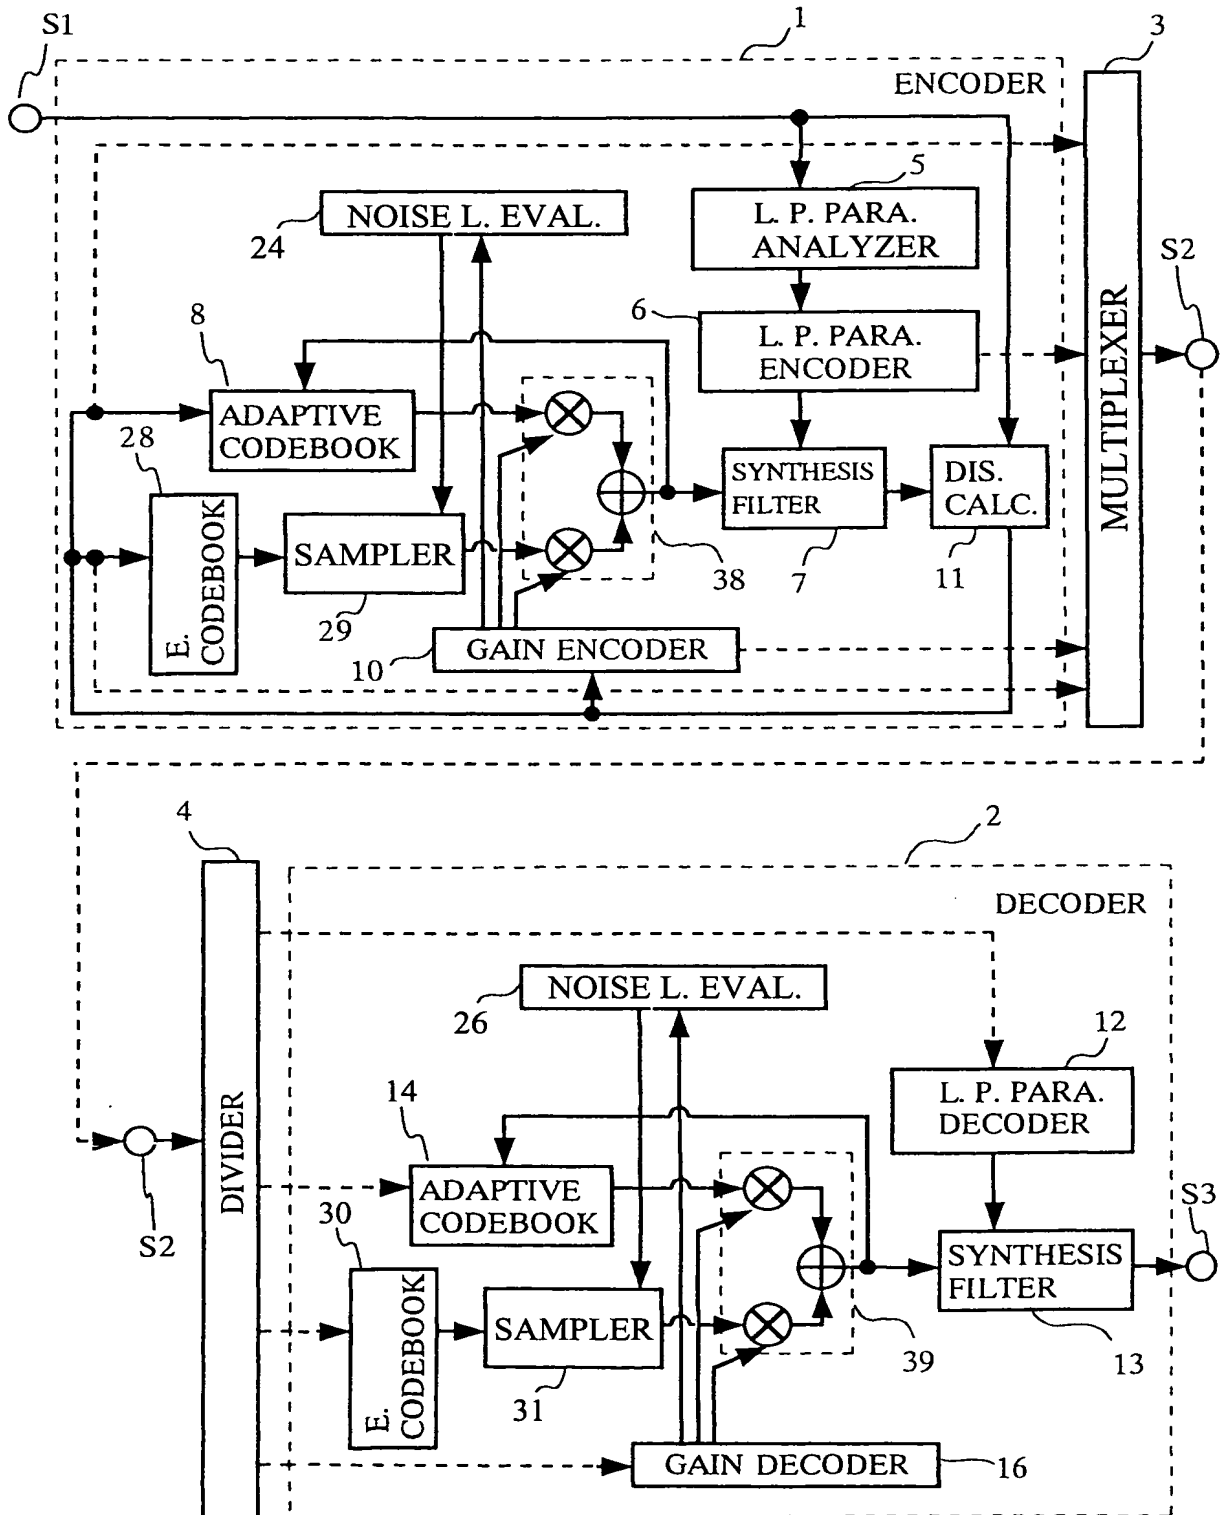 S1
1
3
ENCODER
5
24
NOISE L. EVAL.
L. P. PARA.
ANALYZER
S2
8
6
L. P. PARA.
ENCODER
MULTIPLEXER
ADAPTIVE
CODEBOOK
28
SYNTHESIS
FILTER
DIS.
CALC.
E.
CODEBOOK
SAMPLER
38
7
11
29
10
GAIN ENCODER
4
2
DECODER
26
NOISE L. EVAL.
12
14
L. P. PARA.
DECODER
DIVIDER
ADAPTIVE
CODEBOOK
S2
30
S3
SYNTHESIS
FILTER
E.
CODEBOOK
SAMPLER
39
13
31
GAIN DECODER
16